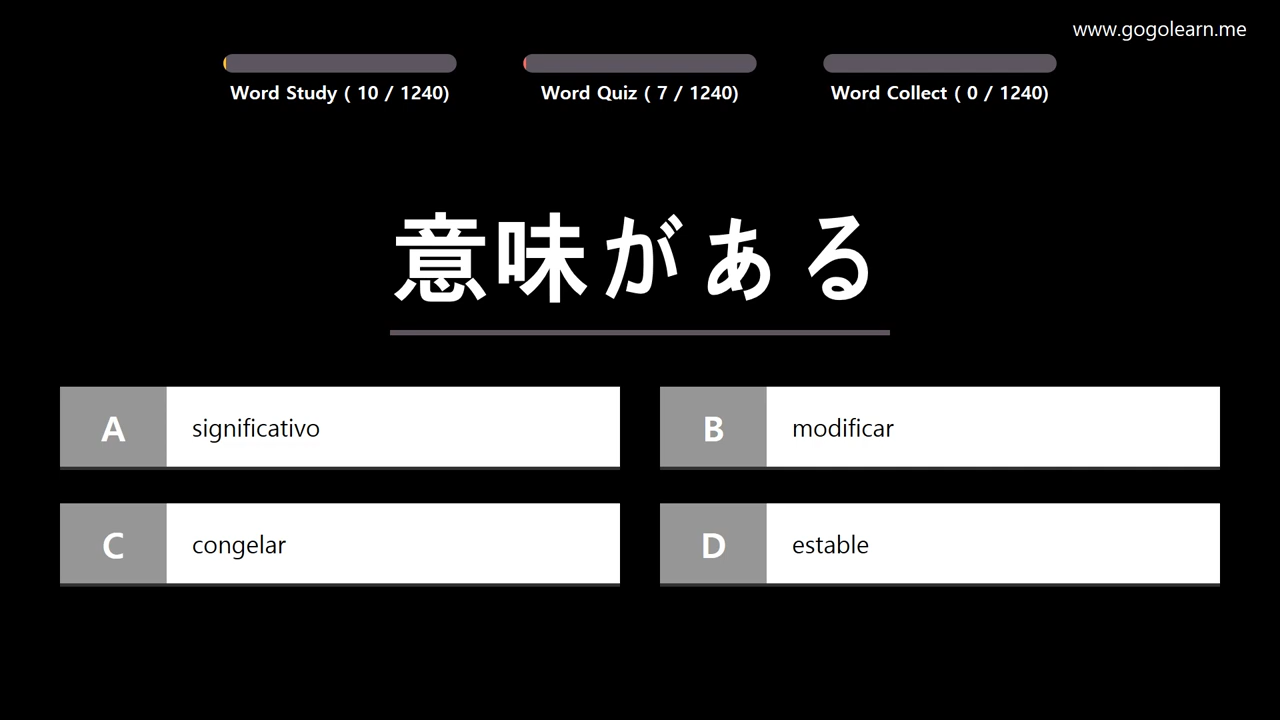 www.gogolearn.me
Word Study ( 10 / 1240)
Word Quiz ( 7 / 1240)
Word Collect ( 0 / 1240)
意味がある
A significativo
B modificar
C congelar
D estable